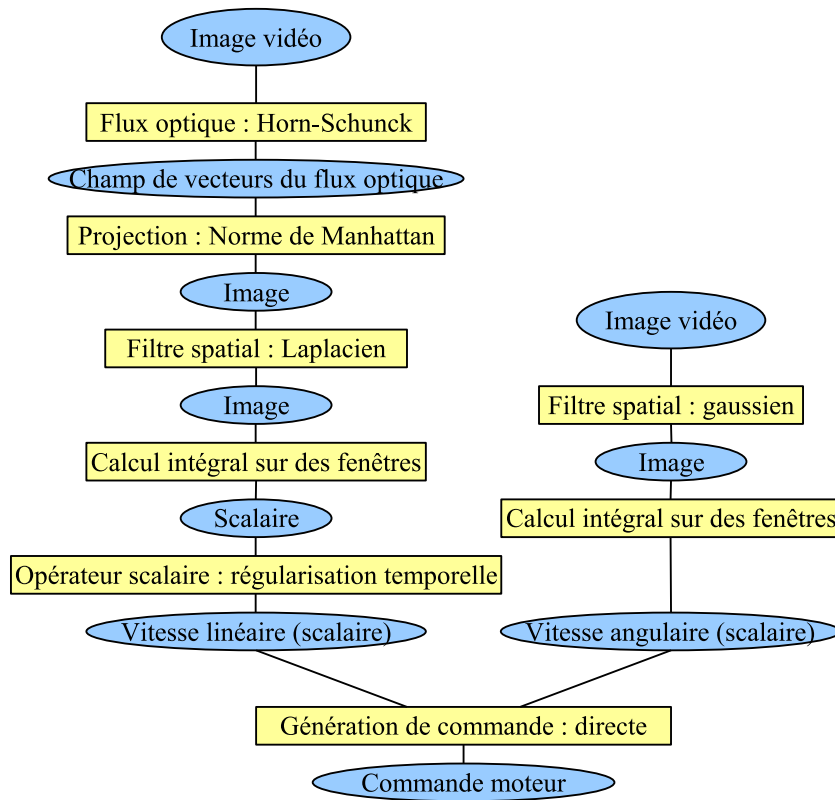 Image vidéo
Flux optique : Horn-Schunck
Champ de vecteurs du flux optique
Projection : Norme de Manhattan
Image
Filtre spatial : Laplacien
Image
Calcul intégral sur des fenêtres
Scalaire
Opérateur scalaire : régularisation temporelle
Vitesse linéaire (scalaire)
Image vidéo
Filtre spatial : gaussien
Image
Calcul intégral sur des fenêtres
Vitesse angulaire (scalaire)
Génération de commande : directe
Commande moteur